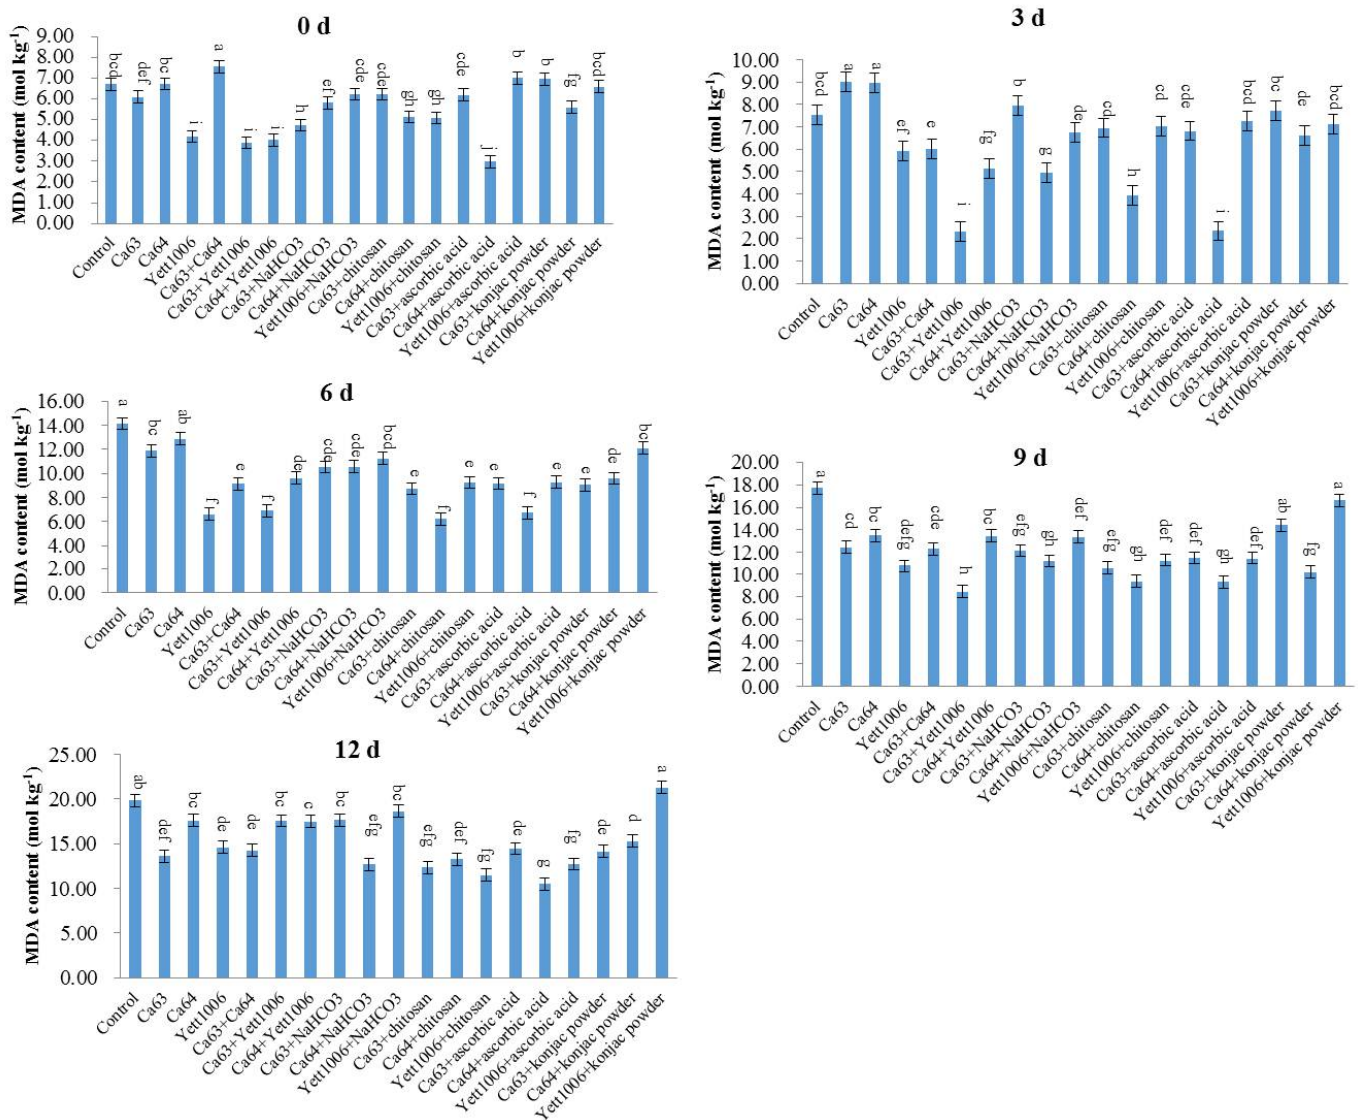 0 d
MDA content (mol kg-1)
9.00
8.00
7.00
6.00
5.00
4.00
3.00
2.00
1.00
0.00
bcd def bc i a i i h ef cde cde gh gh cde j b b fg bcd
Control
Ca63
Ca64
Yett1006
Ca63+Ca64
Ca63+Yett1006
Ca64+Yett1006
Ca63+NaHCO3
Ca64+NaHCO3
Yett1006+NaHCO3
Ca63+chitosan
Ca64+chitosan
Yett1006+chitosan
Ca63+ascorbic acid
Ca64+ascorbic acid
Yett1006+ascorbic acid
Ca63+konjac powder
Ca64+konjac powder
Yett1006+konjac powder
3 d
MDA content (mol kg-1)
10.00
9.00
8.00
7.00
6.00
5.00
4.00
3.00
2.00
1.00
0.00
bcd a a ef e i fg b g de cd h cd cde i bcd bc de bcd
Control
Ca63
Ca64
Yett1006
Ca63+Ca64
Ca63+Yett1006
Ca64+Yett1006
Ca63+NaHCO3
Ca64+NaHCO3
Yett1006+NaHCO3
Ca63+chitosan
Ca64+chitosan
Yett1006+chitosan
Ca63+ascorbic acid
Ca64+ascorbic acid
Yett1006+ascorbic acid
Ca63+konjac powder
Ca64+konjac powder
Yett1006+konjac powder
6 d
MDA content (mol kg-1)
16.00
14.00
12.00
10.00
8.00
6.00
4.00
2.00
0.00
a bc ab f e f de cde cde bcd e f e e f e e de bc
Control
Ca63
Ca64
Yett1006
Ca63+Ca64
Ca63+Yett1006
Ca64+Yett1006
Ca63+NaHCO3
Ca64+NaHCO3
Yett1006+NaHCO3
Ca63+chitosan
Ca64+chitosan
Yett1006+chitosan
Ca63+ascorbic acid
Ca64+ascorbic acid
Yett1006+ascorbic acid
Ca63+konjac powder
Ca64+konjac powder
Yett1006+konjac powder
9 d
MDA content (mol kg-1)
20.00
18.00
16.00
14.00
12.00
10.00
8.00
6.00
4.00
2.00
0.00
a cd bc defg cde h bc efg gh def efg gh def def gh def ab fg a
Control
Ca63
Ca64
Yett1006
Ca63+Ca64
Ca63+Yett1006
Ca64+Yett1006
Ca63+NaHCO3
Ca64+NaHCO3
Yett1006+NaHCO3
Ca63+chitosan
Ca64+chitosan
Yett1006+chitosan
Ca63+ascorbic acid
Ca64+ascorbic acid
Yett1006+ascorbic acid
Ca63+konjac powder
Ca64+konjac powder
Yett1006+konjac powder
12 d
MDA content (mol kg-1)
25.00
20.00
15.00
10.00
5.00
0.00
ab def bc de de bc c bc efg bc efg def fg de g fg de d a
Control
Ca63
Ca64
Yett1006
Ca63+Ca64
Ca63+Yett1006
Ca64+Yett1006
Ca63+NaHCO3
Ca64+NaHCO3
Yett1006+NaHCO3
Ca63+chitosan
Ca64+chitosan
Yett1006+chitosan
Ca63+ascorbic acid
Ca64+ascorbic acid
Yett1006+ascorbic acid
Ca63+konjac powder
Ca64+konjac powder
Yett1006+konjac powder